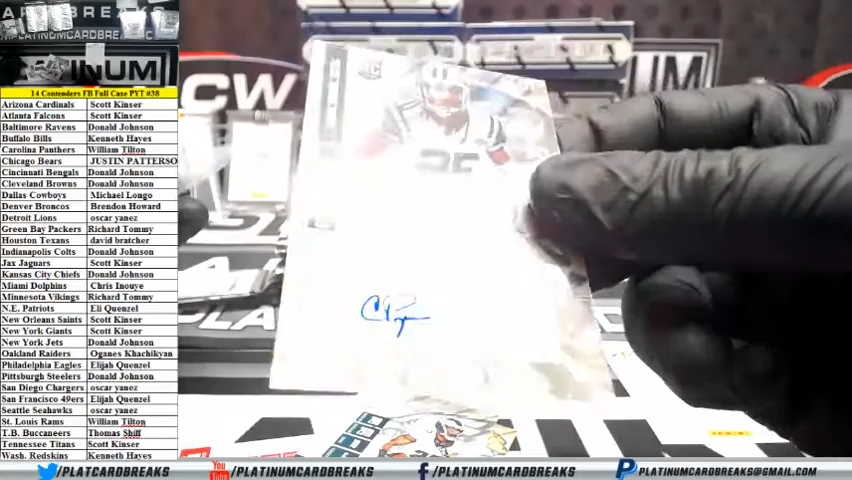 14 Contenders FB Full Case PYT #38
Arizona Cardinals Scott Kinser
Atlanta Falcons Scott Kinser
Baltimore Ravens Donald Johnson
Buffalo Bills Kenneth Hayes
Carolina Panthers William Tilton
Chicago Bears JUSTIN PATTERSO
Cincinnati Bengals Donald Johnson
Cleveland Browns Donald Johnson
Dallas Cowboys Michael Longo
Denver Broncos Brendon Howard
Detroit Lions oscar yanez
Green Bay Packers Richard Tommy
Houston Texans david bratcher
Indianapolis Colts Donald Johnson
Jax Jagnars Scott Kinser
Kansas City Chiefs Donald Johnson
Miami Dolphins Chris Inouye
Minnesota Vikings Richard Tommy
N.E. Patriots Eli Quenzel
New Orleans Saints Scott Kinser
New York Giants Scott Kinser
New York Jets Donald Johnson
Oakland Raiders Oganes Khachikyan
Philadelphia Eagles Elijah Quenzel
Pittsburgh Steelers Donald Johnson
San Diego Chargers oscar yanez
San Francisco 49ers Elijah Quenzel
Seattle Seahawks oscar yanez
St. Louis Rams William Tilton
T.B. Buccaneers Thomas Shiff
Tennessee Titans Scott Kinser
Wash. Redskins Kenneth Hayes
CW
/PLATCARDBREAKS
You Tube /PLATINUMCARDBREAKS
/PLATINUMCARDBREAKS
/PLATINUMCARDBREAKS@GMAIL.COM